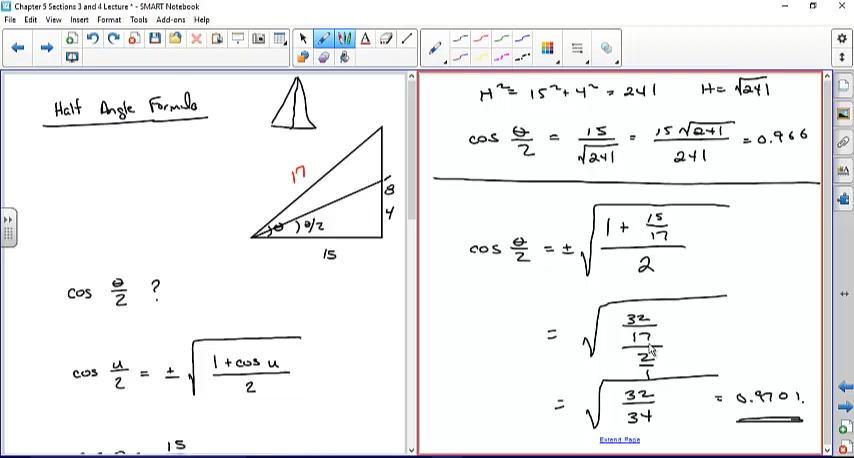 Chapter 5 Sections 3 and 4 Lecture * - SMART Notebook
File Edit View Insert Format Tools Add-ons Help
Half Angle Formula
17
8
4
θ
θ/2
15
cos θ/2 ?
cos u/2 = ± √((1 + cos u)/2)
15
H² = 15² + 4² = 241 H = √241
cos θ/2 = 15/√241 = 15√241/241 = 0.966
cos θ/2 = ± √((1 + 15/17)/2)
= √((32/17)/(2/1))
= √(32/34) = 0.9701.
Extend Page